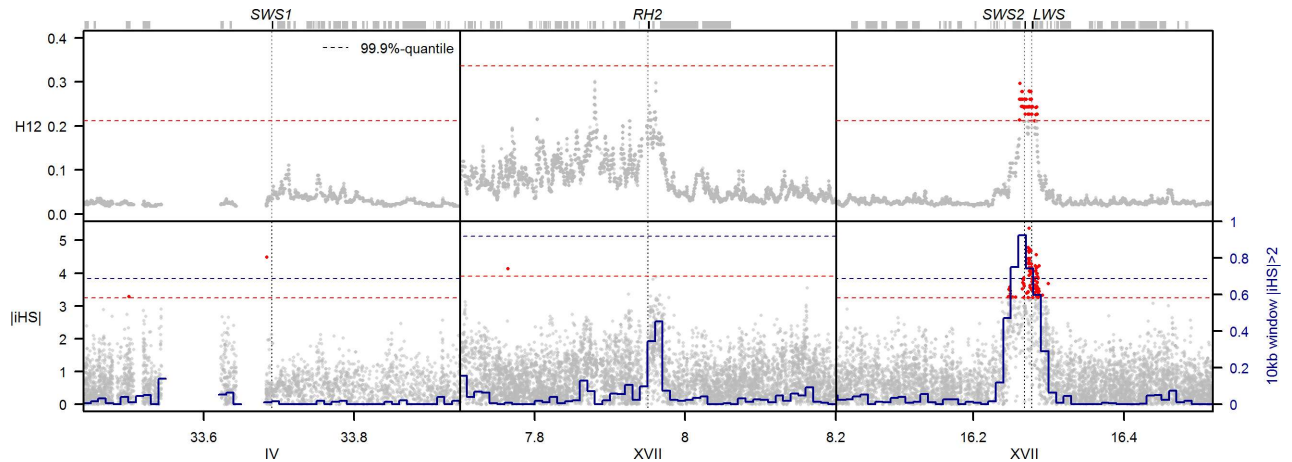 SWS1 RH2 SWS2 LWS
0.4 99.9%-quantile
0.3
H12 0.2
0.1
0.0
1
5
0.8
4
|iHS| 3 0.6
2 0.4
1 0.2
0 0
10kb window |iHS|>2
33.6 33.8 7.8 8 8.2 16.2 16.4
IV XVII XVII